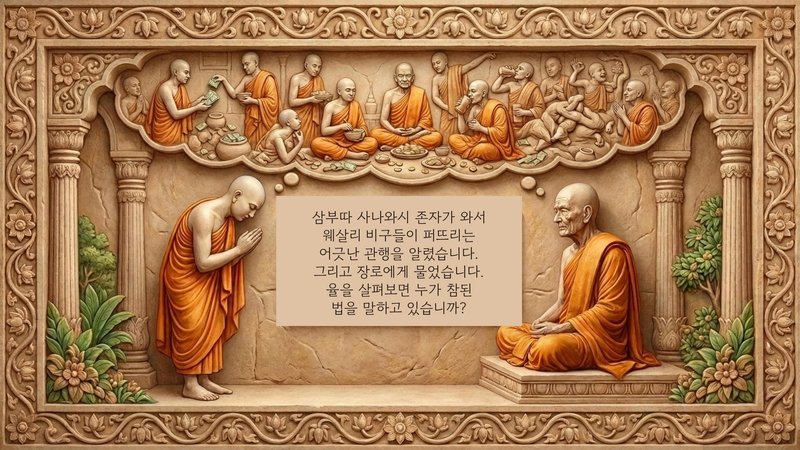 삼부따 사나와시 존자가 와서
웨살리 비구들이 퍼뜨리는
어긋난 관행을 알렸습니다.
그리고 장로에게 물었습니다.
율을 살펴보면 누가 참된
법을 말하고 있습니까?